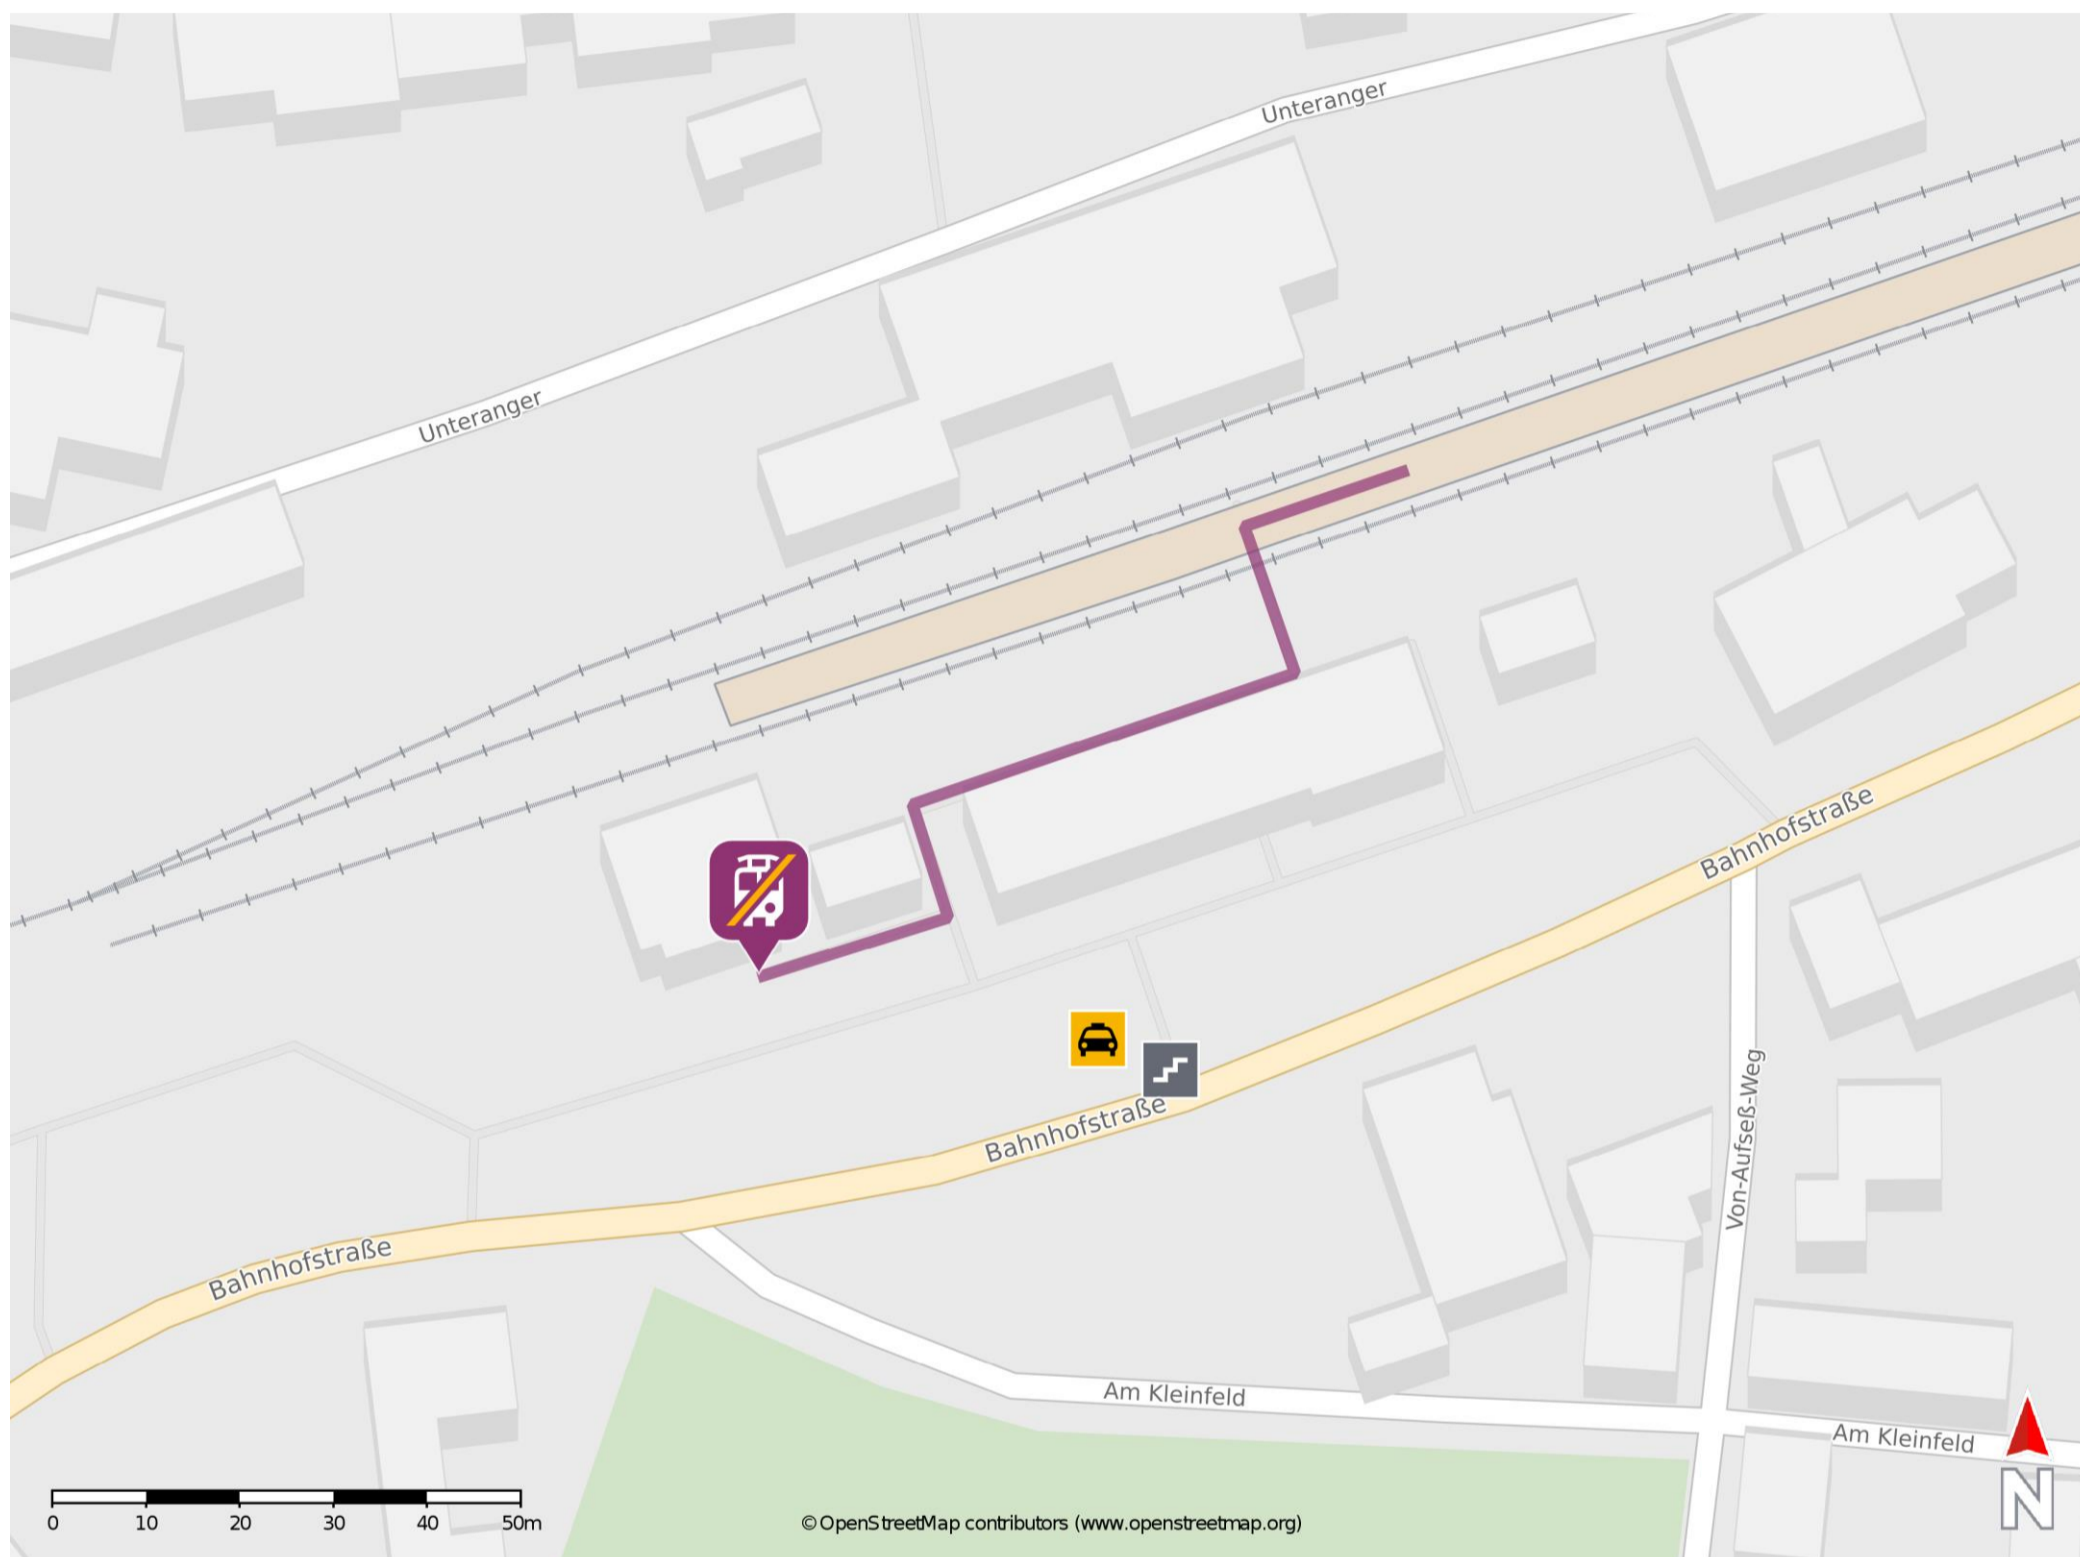 Unteranger
Unteranger
Bahnhofstraße
Bahnhofstraße
Von-Aufseß-Weg
Bahnhofstraße
Am Kleinfeld
Am Kleinfeld
0 10 20 30 40 50m
© OpenStreetMap contributors (www.openstreetmap.org)
N